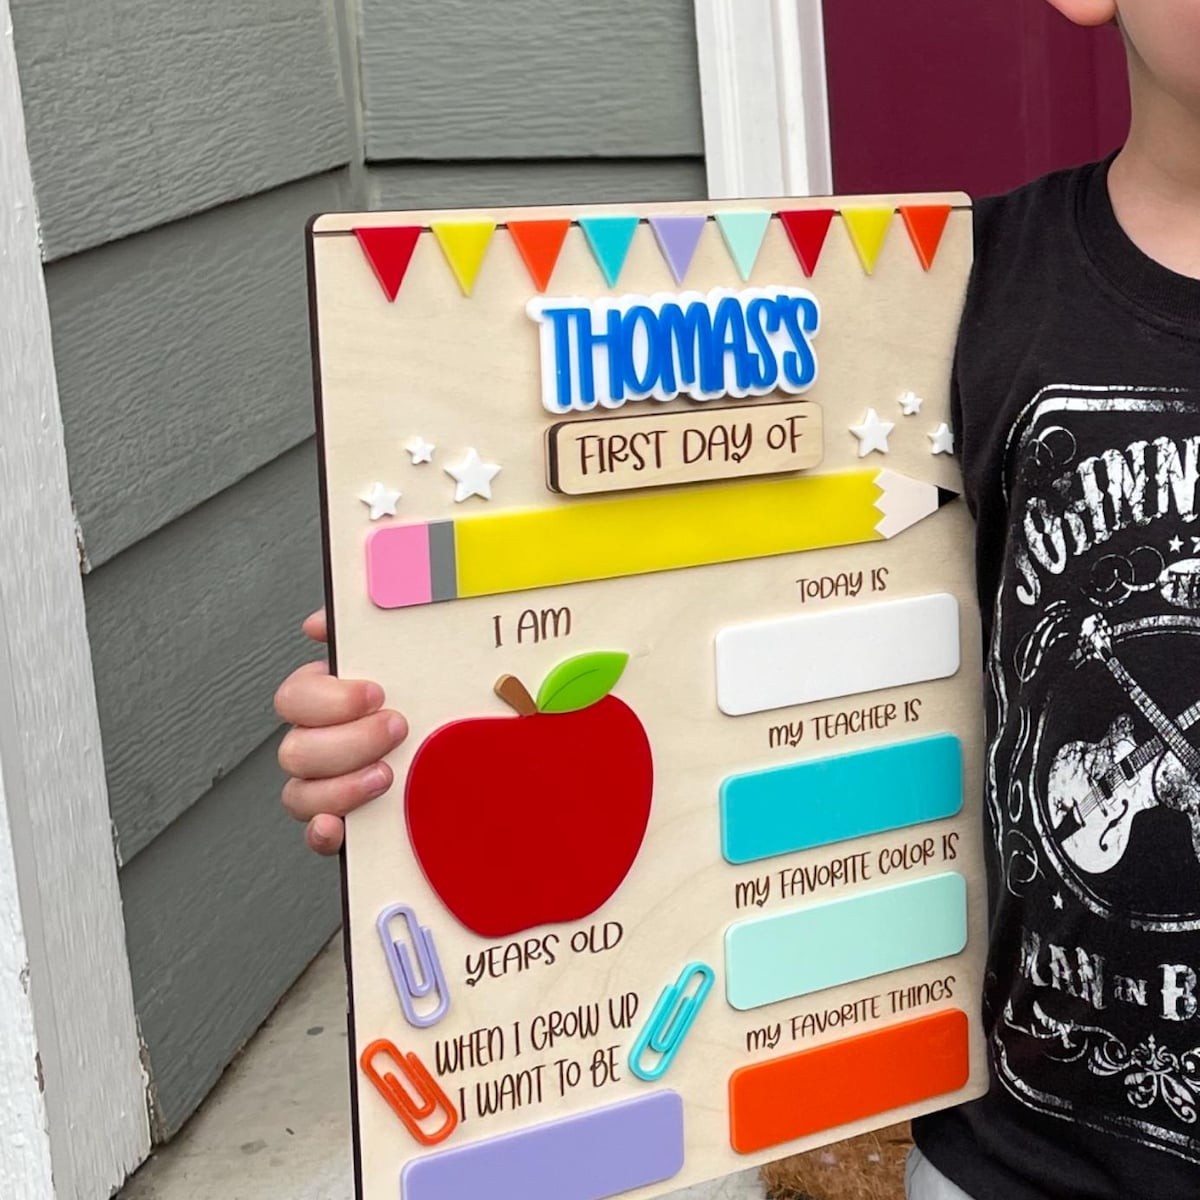 THOMAS'S
FIRST DAY OF
I AM
YEARS OLD
WHEN I GROW UP
I WANT TO BE
TODAY IS
MY TEACHER IS
MY FAVORITE COLOR IS
MY FAVORITE THINGS